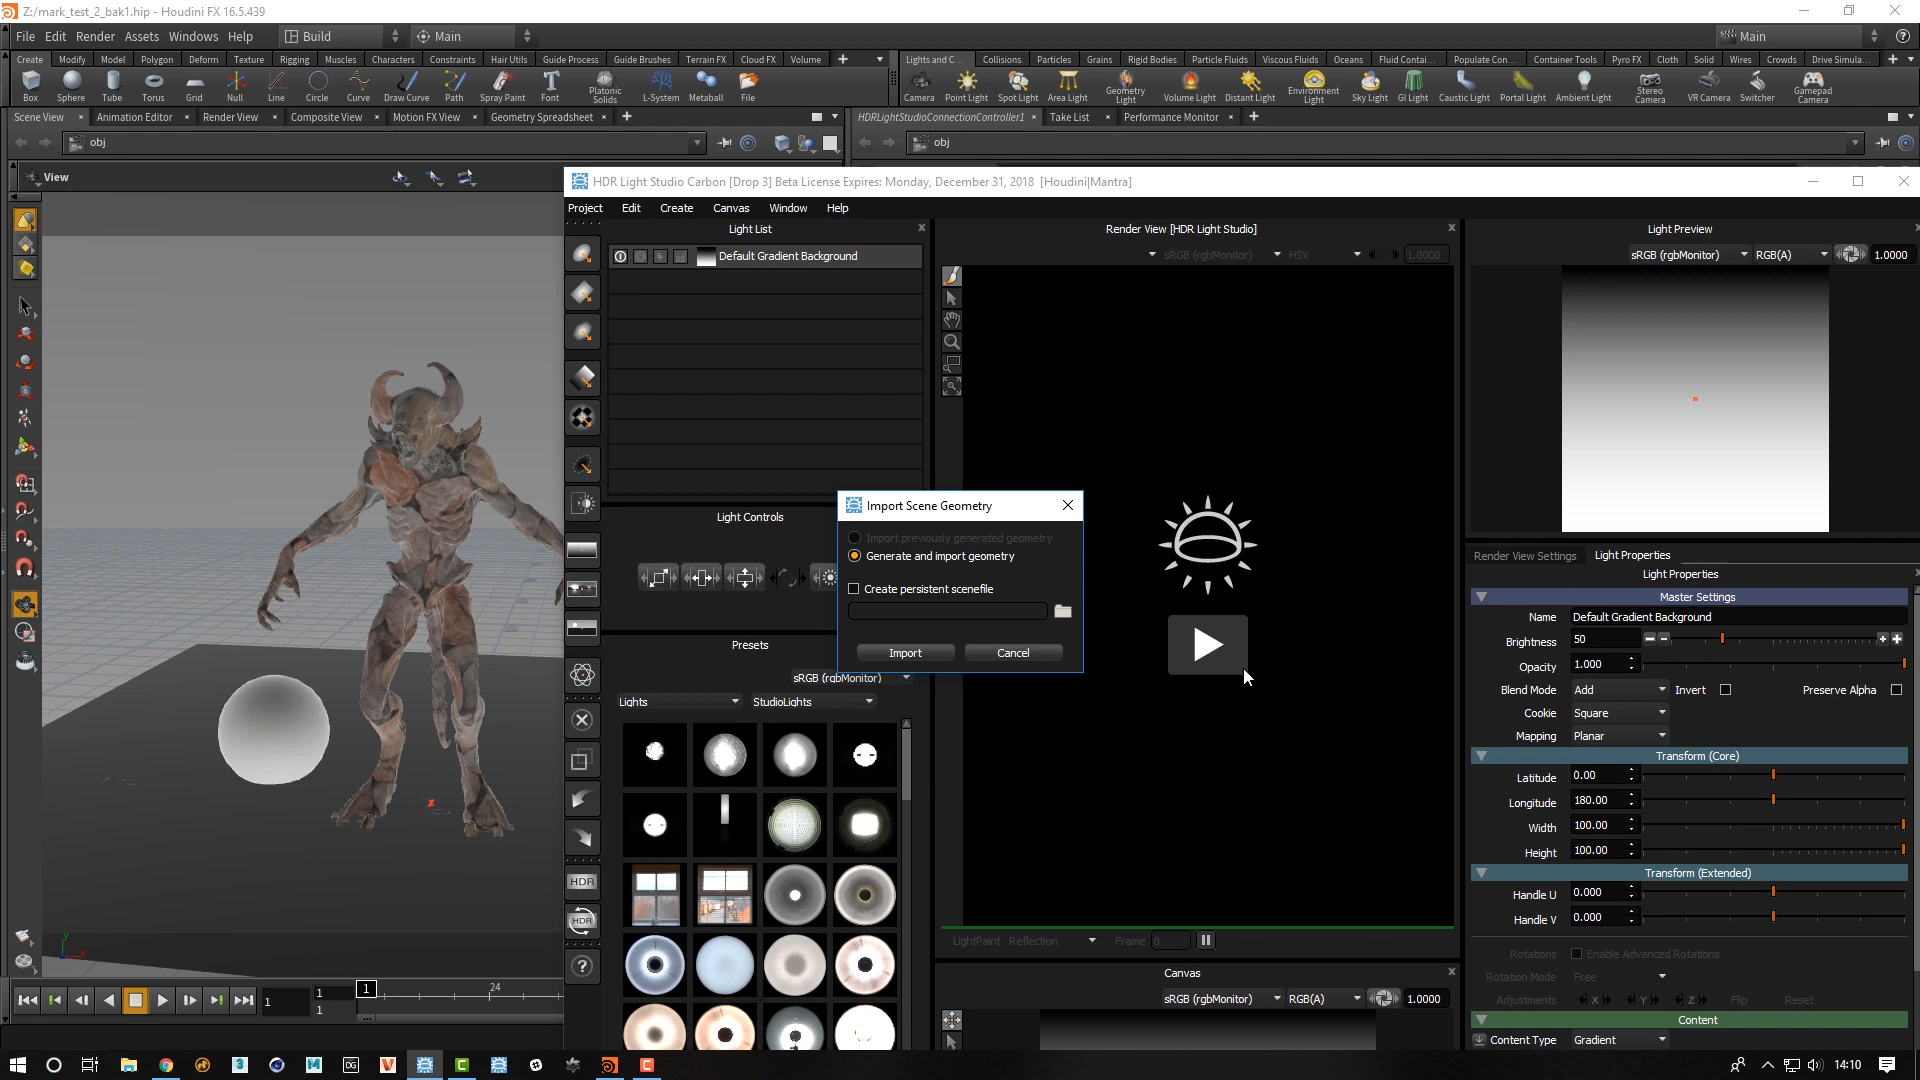 Z:/mark_test_2_bak1.hip - Houdini FX 16.5.439
File Edit Render Assets Windows Help Build Main Main
Create Modify Model Polygon Deform Texture Rigging Muscles Characters Constraints Hair Utils Guide Process Guide Brushes Terrain FX Cloud FX Volume
Lights and C... Collisions Particles Grains Rigid Bodies Particle Fluids Viscous Fluids Oceans Fluid Contai... Populate Con... Container Tools Pyro FX Cloth Solid Wires Crowds Drive Simula...
Box Sphere Tube Torus Grid Null Line Circle Curve Draw Curve Path Spray Paint Font Platonic Solids L-System Metaball File
Camera Point Light Spot Light Area Light Geometry Light Volume Light Distant Light Environment Light Sky Light GI Light Caustic Light Portal Light Ambient Light Stereo Camera VR Camera Switcher Gamepad Camera
Scene View Animation Editor Render View Composite View Motion FX View Geometry Spreadsheet
HDRLightStudioConnectionController1 Take List Performance Monitor
obj
obj
View
HDR Light Studio Carbon [Drop 3] Beta License Expires: Monday, December 31, 2018 [Houdini|Mantra]
Project Edit Create Canvas Window Help
Light List
Default Gradient Background
Render View [HDR Light Studio]
sRGB (rgbMonitor) HSV 1.0000
Light Preview
sRGB (rgbMonitor) RGB(A) 1.0000
Import Scene Geometry
Import previously generated geometry
Generate and import geometry
Create persistent scenefile
Import Cancel
Light Controls
Presets
sRGB (rgbMonitor)
Lights StudioLights
HDR
HDR
?
LightPaint Reflection Frame 0
Canvas
sRGB (rgbMonitor) RGB(A) 1.0000
Render View Settings Light Properties
Light Properties
Master Settings
Name Default Gradient Background
Brightness 50
Opacity 1.000
Blend Mode Add Invert Preserve Alpha
Cookie Square
Mapping Planar
Transform (Core)
Latitude 0.00
Longitude 180.00
Width 100.00
Height 100.00
Transform (Extended)
Handle U 0.000
Handle V 0.000
Rotations Enable Advanced Rotations
Rotation Mode Free
Adjustments X Y Z Flip Reset
Content
Content Type Gradient
1 1 1 1 24
14:10